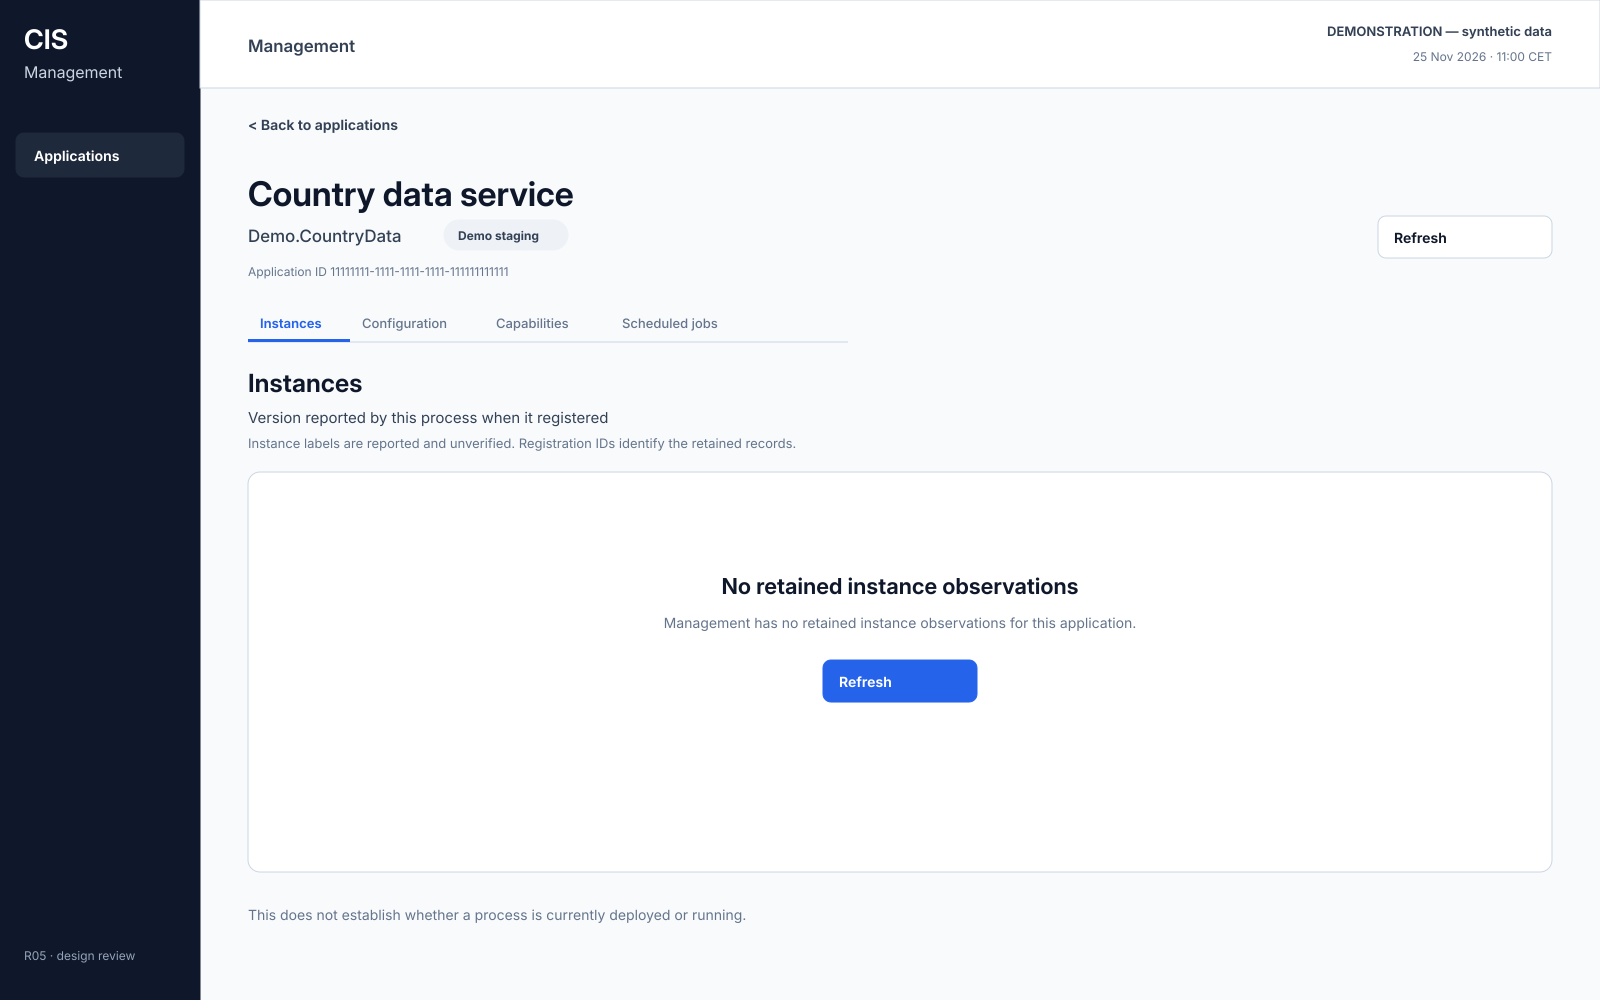 CIS
Management
Applications
R05 · design review
Management
DEMONSTRATION — synthetic data
25 Nov 2026 · 11:00 CET
< Back to applications
Country data service
Demo.CountryData
Demo staging
Application ID 11111111-1111-1111-1111-111111111111
Refresh
Instances
Configuration
Capabilities
Scheduled jobs
Instances
Version reported by this process when it registered
Instance labels are reported and unverified. Registration IDs identify the retained records.
No retained instance observations
Management has no retained instance observations for this application.
Refresh
This does not establish whether a process is currently deployed or running.